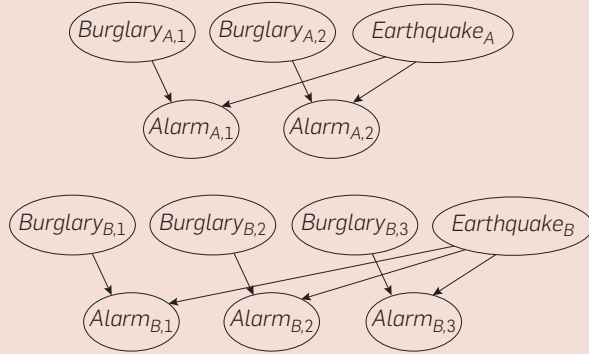 Burglary_A,1 Burglary_A,2 Earthquake_A
Alarm_A,1 Alarm_A,2
Burglary_B,1 Burglary_B,2 Burglary_B,3 Earthquake_B
Alarm_B,1 Alarm_B,2 Alarm_B,3